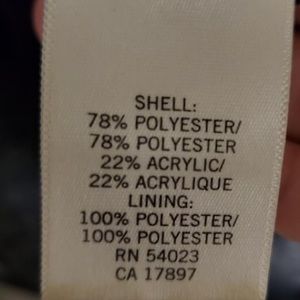 SHELL:
78% POLYESTER/
78% POLYESTER
22% ACRYLIC/
22% ACRYLIQUE
LINING:
100% POLYESTER/
100% POLYESTER
RN 54023
CA 17897